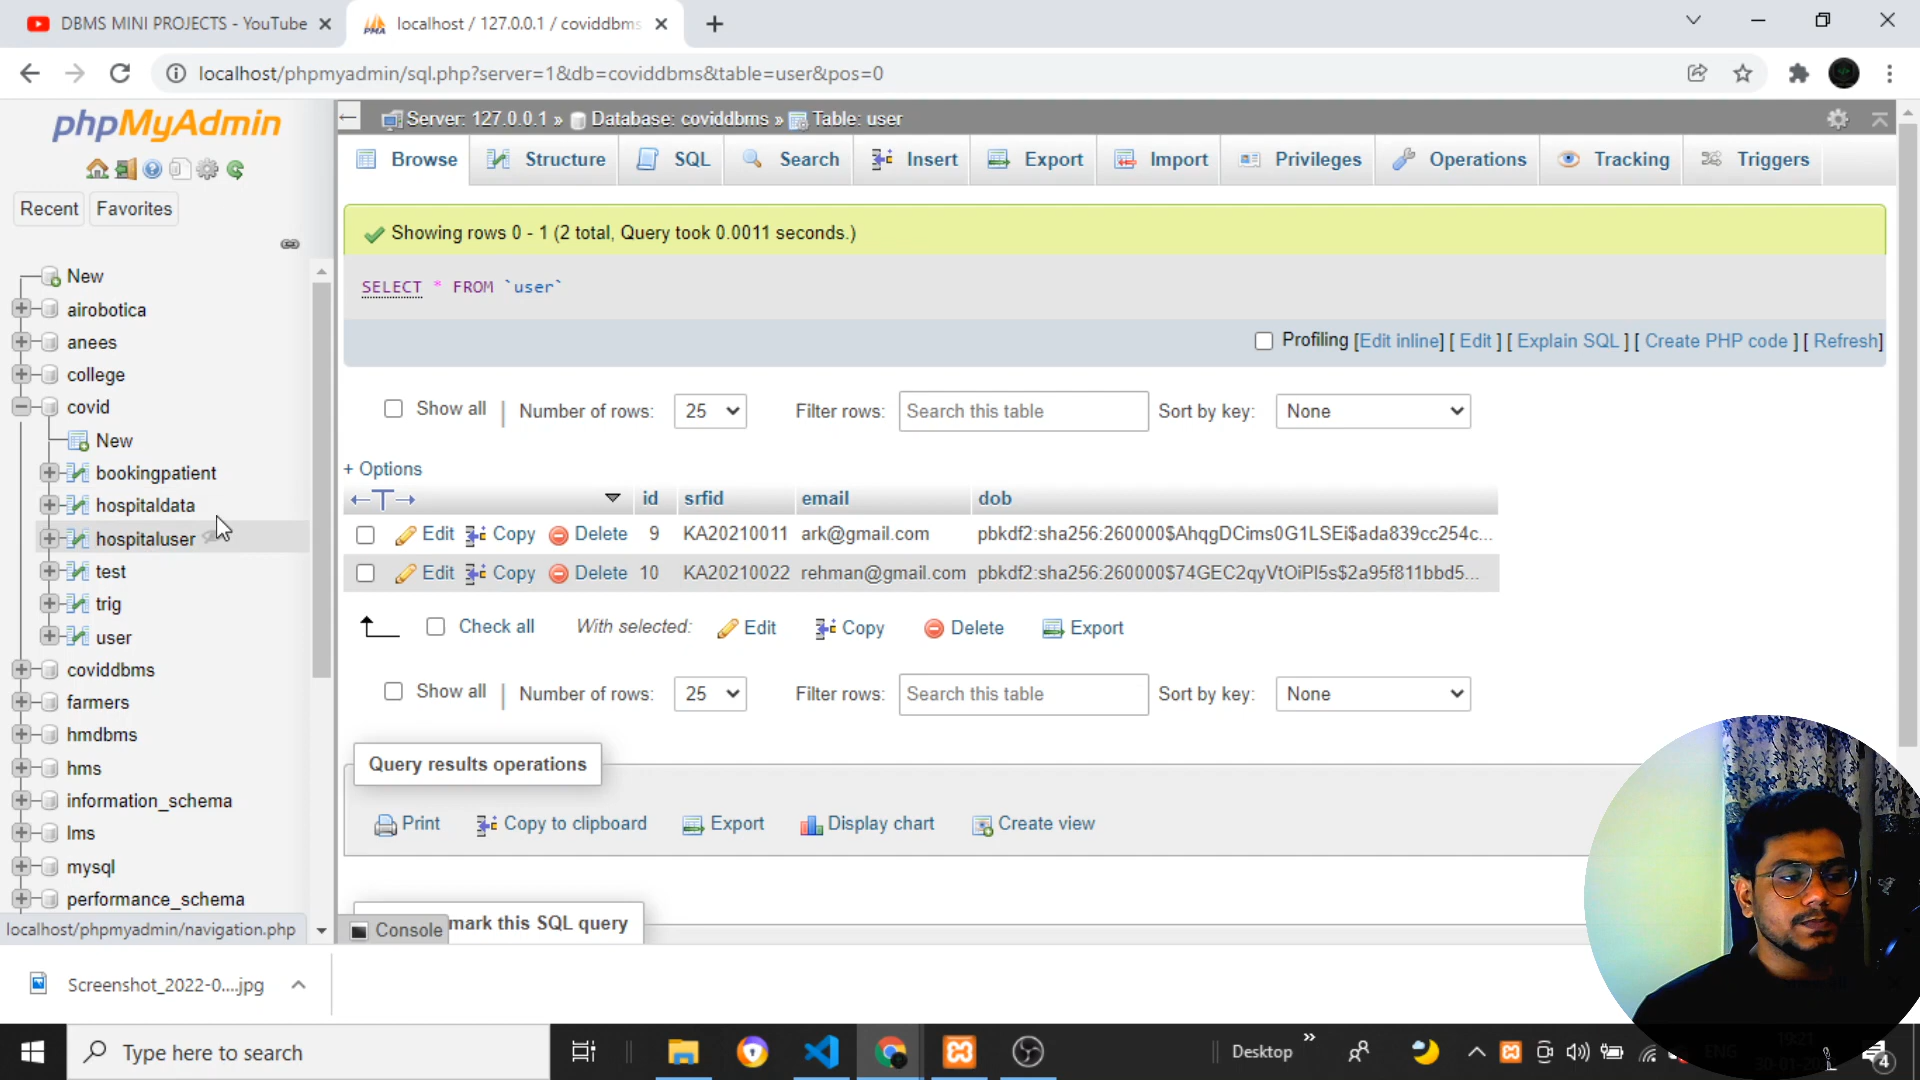 DBMS MINI PROJECTS - YouTube
localhost / 127.0.0.1 / coviddbms
localhost/phpmyadmin/sql.php?server=1&db=coviddbms&table=user&pos=0
phpMyAdmin
Recent Favorites
New
airobotica
anees
college
covid
New
bookingpatient
hospitaldata
hospitaluser
test
trig
user
coviddbms
farmers
hmdbms
hms
information_schema
lms
mysql
performance_schema
localhost/phpmyadmin/navigation.php
Server: 127.0.0.1 » Database: coviddbms » Table: user
Browse Structure SQL Search Insert Export Import Privileges Operations Tracking Triggers
Showing rows 0 - 1 (2 total, Query took 0.0011 seconds.)
SELECT * FROM `user`
Profiling [Edit inline] [ Edit ] [ Explain SQL ] [ Create PHP code ] [ Refresh]
Show all | Number of rows: 25 Filter rows: Search this table Sort by key: None
+ Options
←T→ id srfid email dob
Edit Copy Delete 9 KA20210011 ark@gmail.com pbkdf2:sha256:260000$AhqgDCims0G1LSEi$ada839cc254c...
Edit Copy Delete 10 KA20210022 rehman@gmail.com pbkdf2:sha256:260000$74GEC2qyVtOiPl5s$2a95f811bbd5...
Check all With selected: Edit Copy Delete Export
Show all | Number of rows: 25 Filter rows: Search this table Sort by key: None
Query results operations
Print Copy to clipboard Export Display chart Create view
Console mark this SQL query
Screenshot_2022-0....jpg
Type here to search
Desktop
4